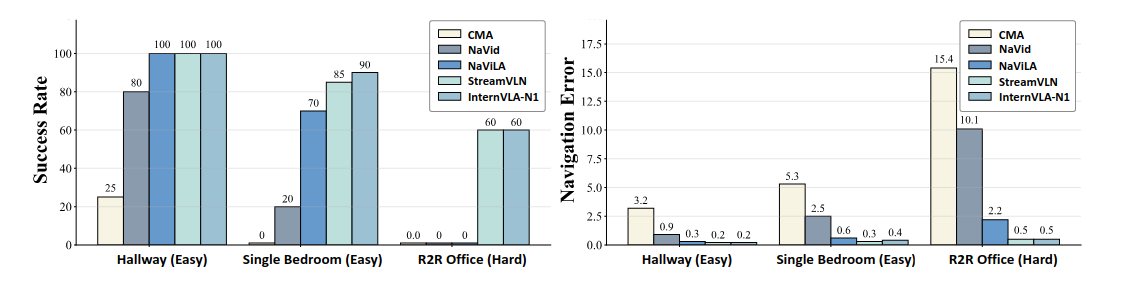 Success Rate
100
80
60
40
20
0
25
80
100
100
100
0
20
70
85
90
0.0
0
0
60
60
Hallway (Easy)
Single Bedroom (Easy)
R2R Office (Hard)
CMA
NaVid
NaViLA
StreamVLN
InternVLA-N1
Navigation Error
17.5
15.0
12.5
10.0
7.5
5.0
2.5
0.0
3.2
0.9
0.3
0.2
0.2
5.3
2.5
0.6
0.3
0.4
15.4
10.1
2.2
0.5
0.5
Hallway (Easy)
Single Bedroom (Easy)
R2R Office (Hard)
CMA
NaVid
NaViLA
StreamVLN
InternVLA-N1